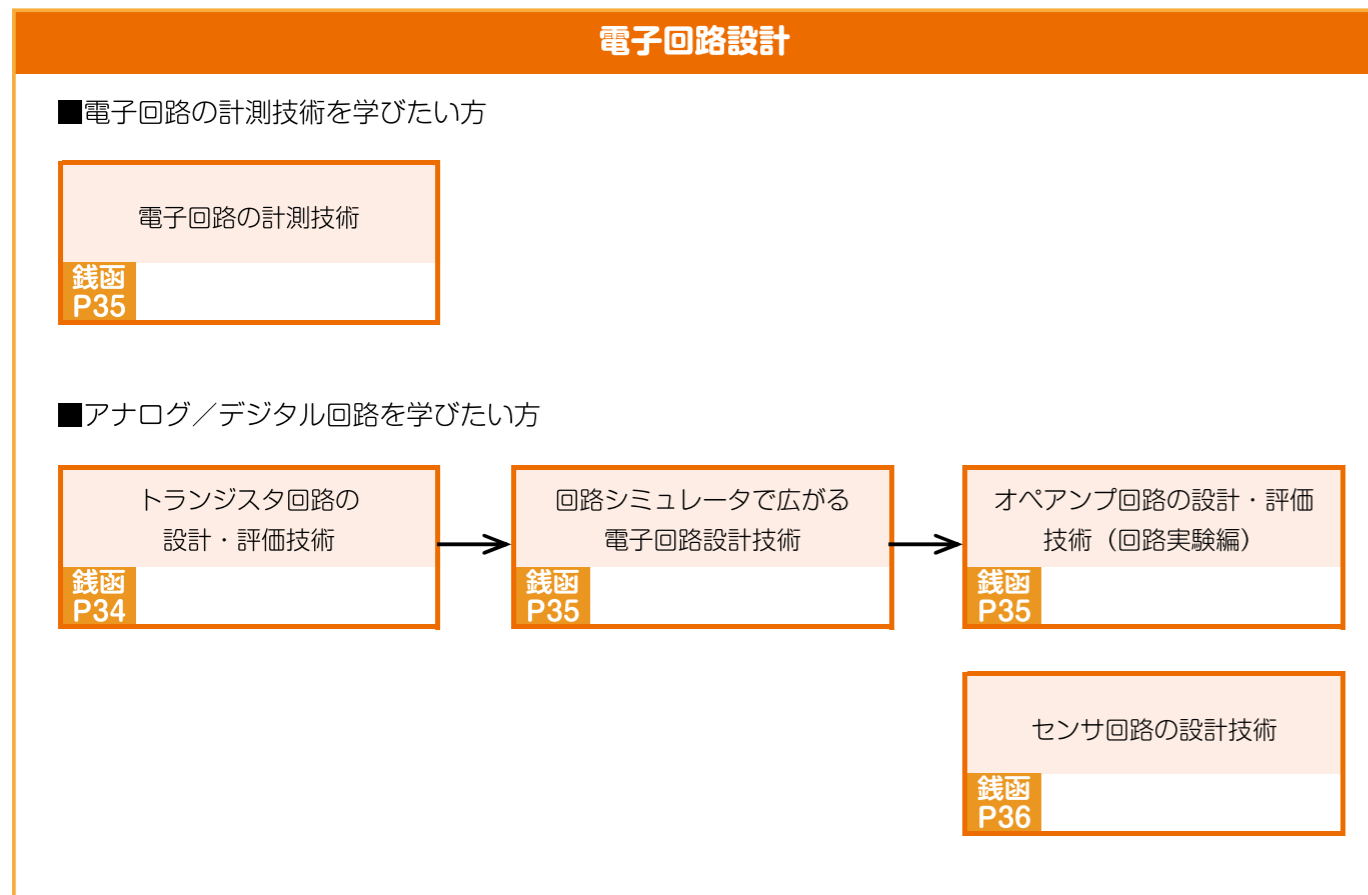 電子回路設計
■電子回路の計測技術を学びたい方
電子回路の計測技術
銭函
P35
■アナログ／デジタル回路を学びたい方
トランジスタ回路の
設計・評価技術
銭函
P34
回路シミュレータで広がる
電子回路設計技術
銭函
P35
オペアンプ回路の設計・評価
技術（回路実験編）
銭函
P35
センサ回路の設計技術
銭函
P36